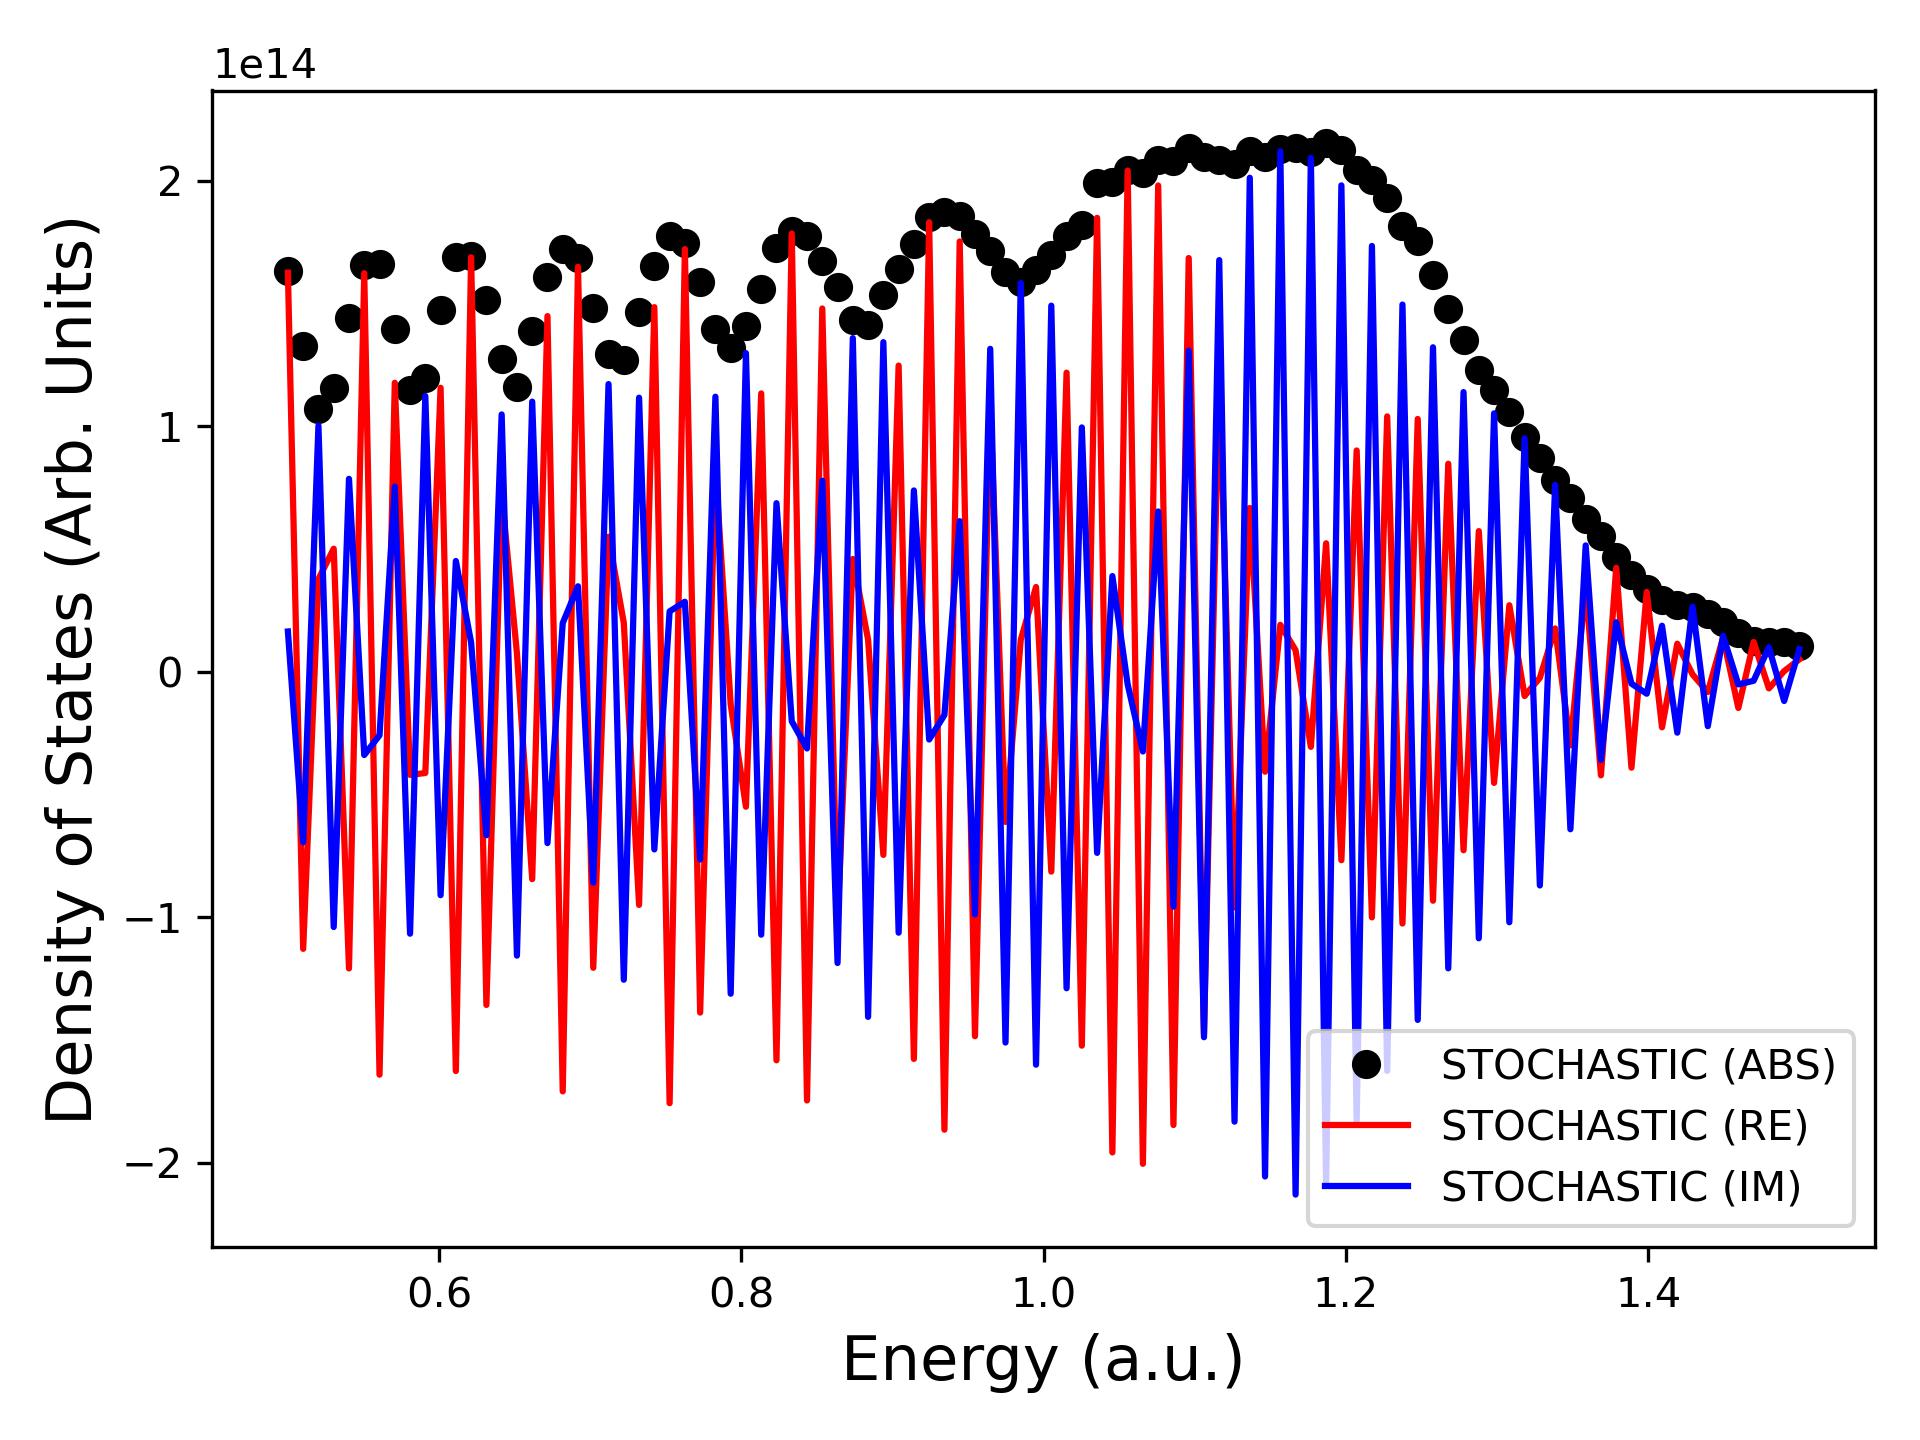 1e14
Density of States (Arb. Units)
2
1
0
−1
−2
STOCHASTIC (ABS)
STOCHASTIC (RE)
STOCHASTIC (IM)
0.6 0.8 1.0 1.2 1.4
Energy (a.u.)